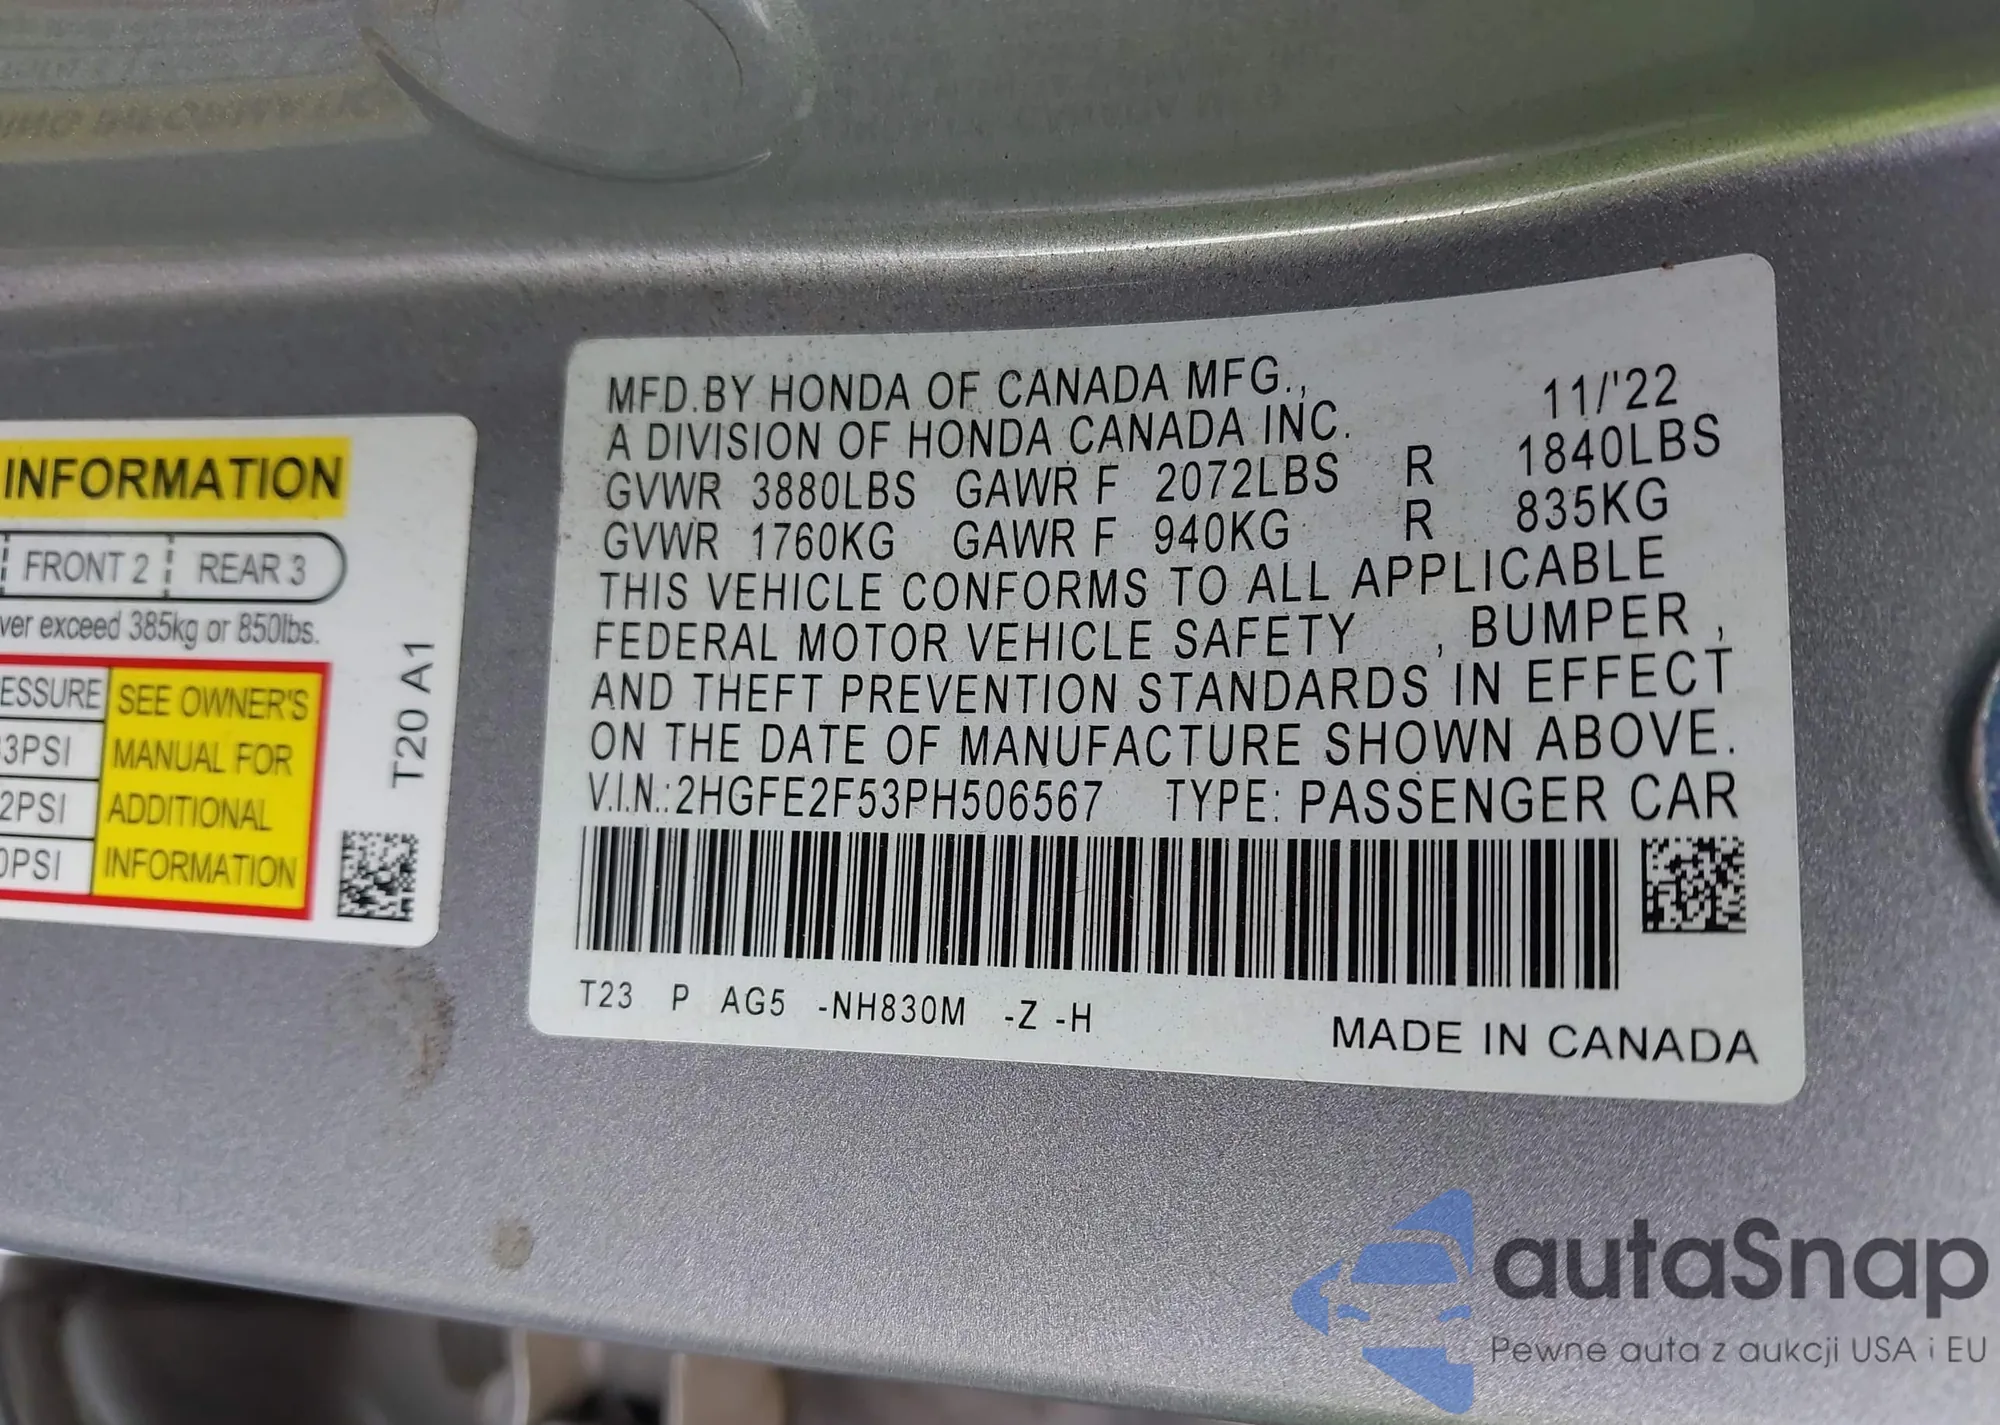 INFORMATION
FRONT 2 REAR 3
ver exceed 385kg or 850lbs.
ESSURE
3PSI
2PSI
0PSI
SEE OWNER'S
MANUAL FOR
ADDITIONAL
INFORMATION
T20 A1
MFD.BY HONDA OF CANADA MFG., 11/'22
A DIVISION OF HONDA CANADA INC.
GVWR 3880LBS GAWR F 2072LBS R 1840LBS
GVWR 1760KG GAWR F 940KG R 835KG
THIS VEHICLE CONFORMS TO ALL APPLICABLE
FEDERAL MOTOR VEHICLE SAFETY , BUMPER ,
AND THEFT PREVENTION STANDARDS IN EFFECT
ON THE DATE OF MANUFACTURE SHOWN ABOVE.
V.I.N.:2HGFE2F53PH506567 TYPE: PASSENGER CAR
T23 P AG5 -NH830M -Z -H
MADE IN CANADA
autaSnap
Pewne auta z aukcji USA i EU